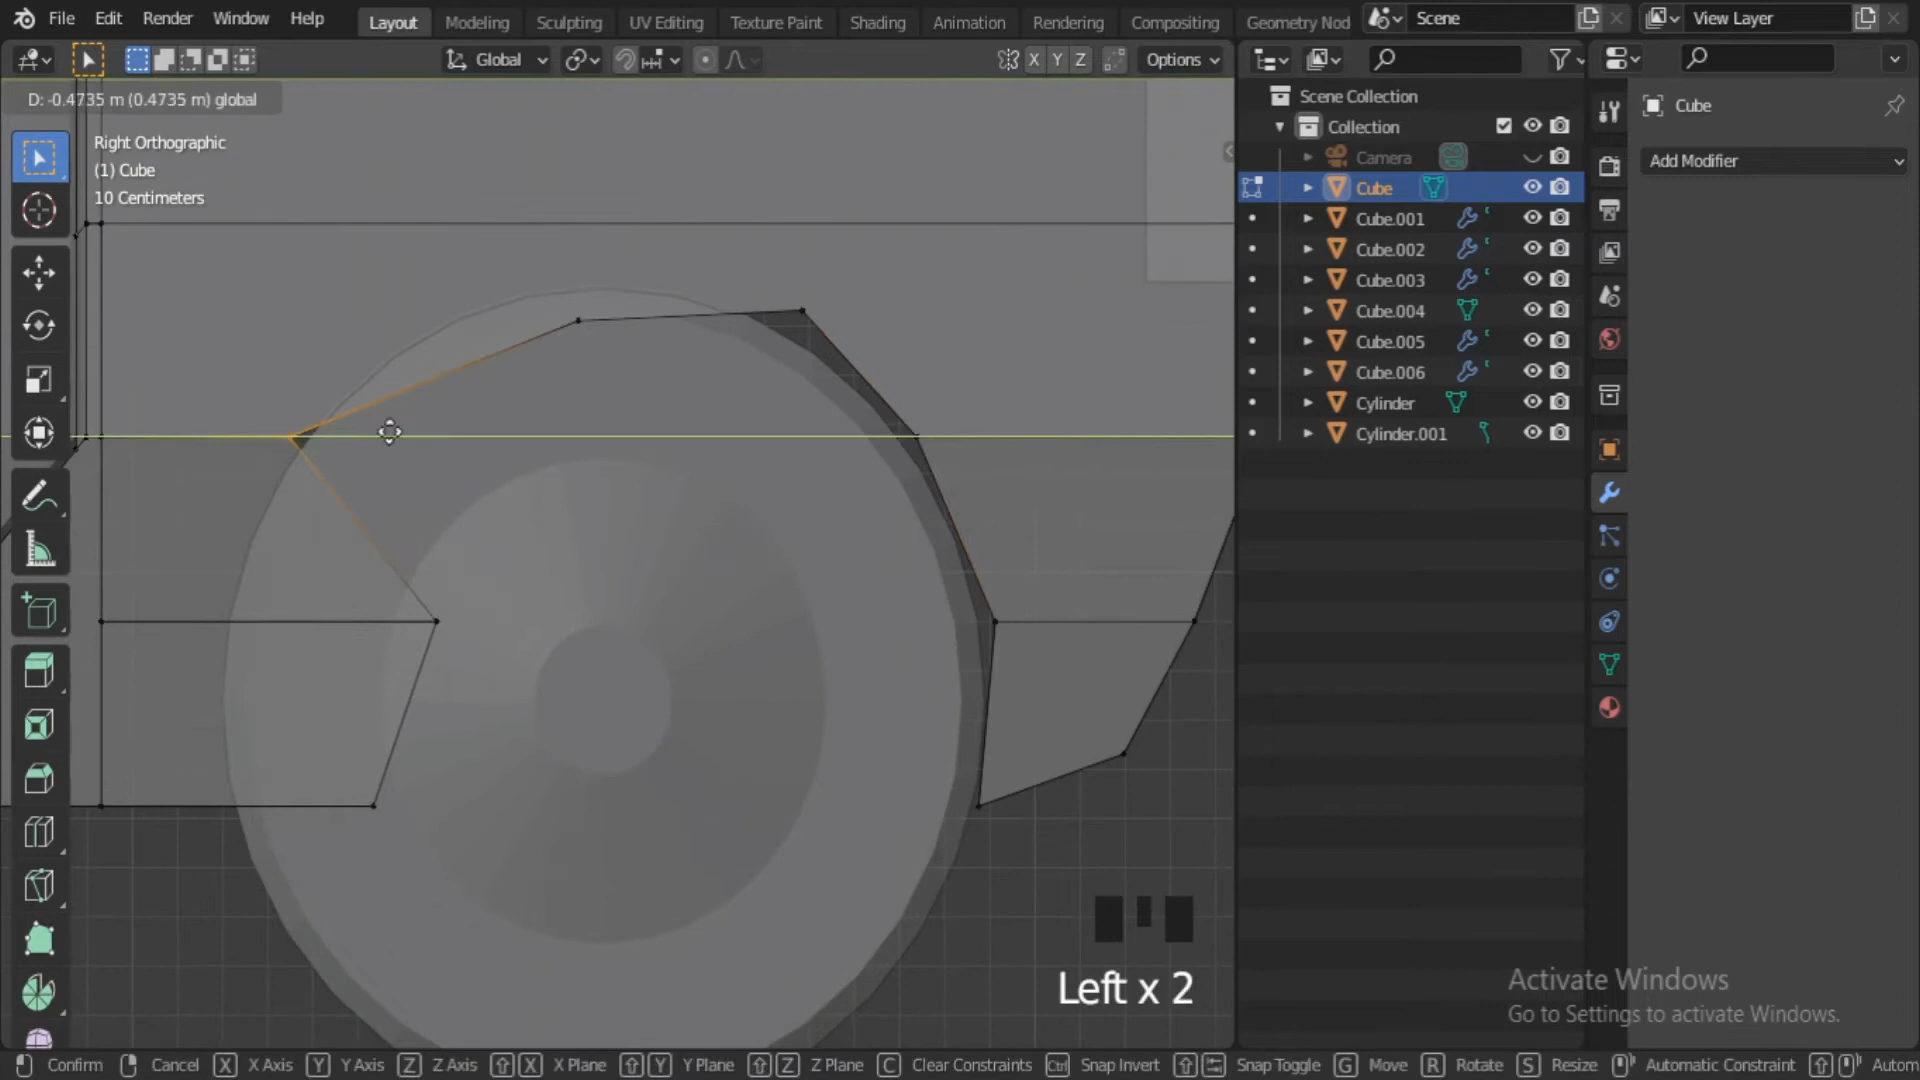 File Edit Render Window Help Layout Modeling Sculpting UV Editing Texture Paint Shading Animation Rendering Compositing Geometry Nod Scene View Layer
Global X Y Z Options
D: -0.4735 m (0.4735 m) global
Right Orthographic
(1) Cube
10 Centimeters
Scene Collection
Collection
Camera
Cube
Cube.001
Cube.002
Cube.003
Cube.004
Cube.005
Cube.006
Cylinder
Cylinder.001
Cube
Add Modifier
Left x 2
Activate Windows
Go to Settings to activate Windows.
Confirm Cancel X X Axis Y Y Axis Z Z Axis X X Plane Y Y Plane Z Z Plane C Clear Constraints Ctrl Snap Invert Snap Toggle G Move R Rotate S Resize Automatic Constraint Autom